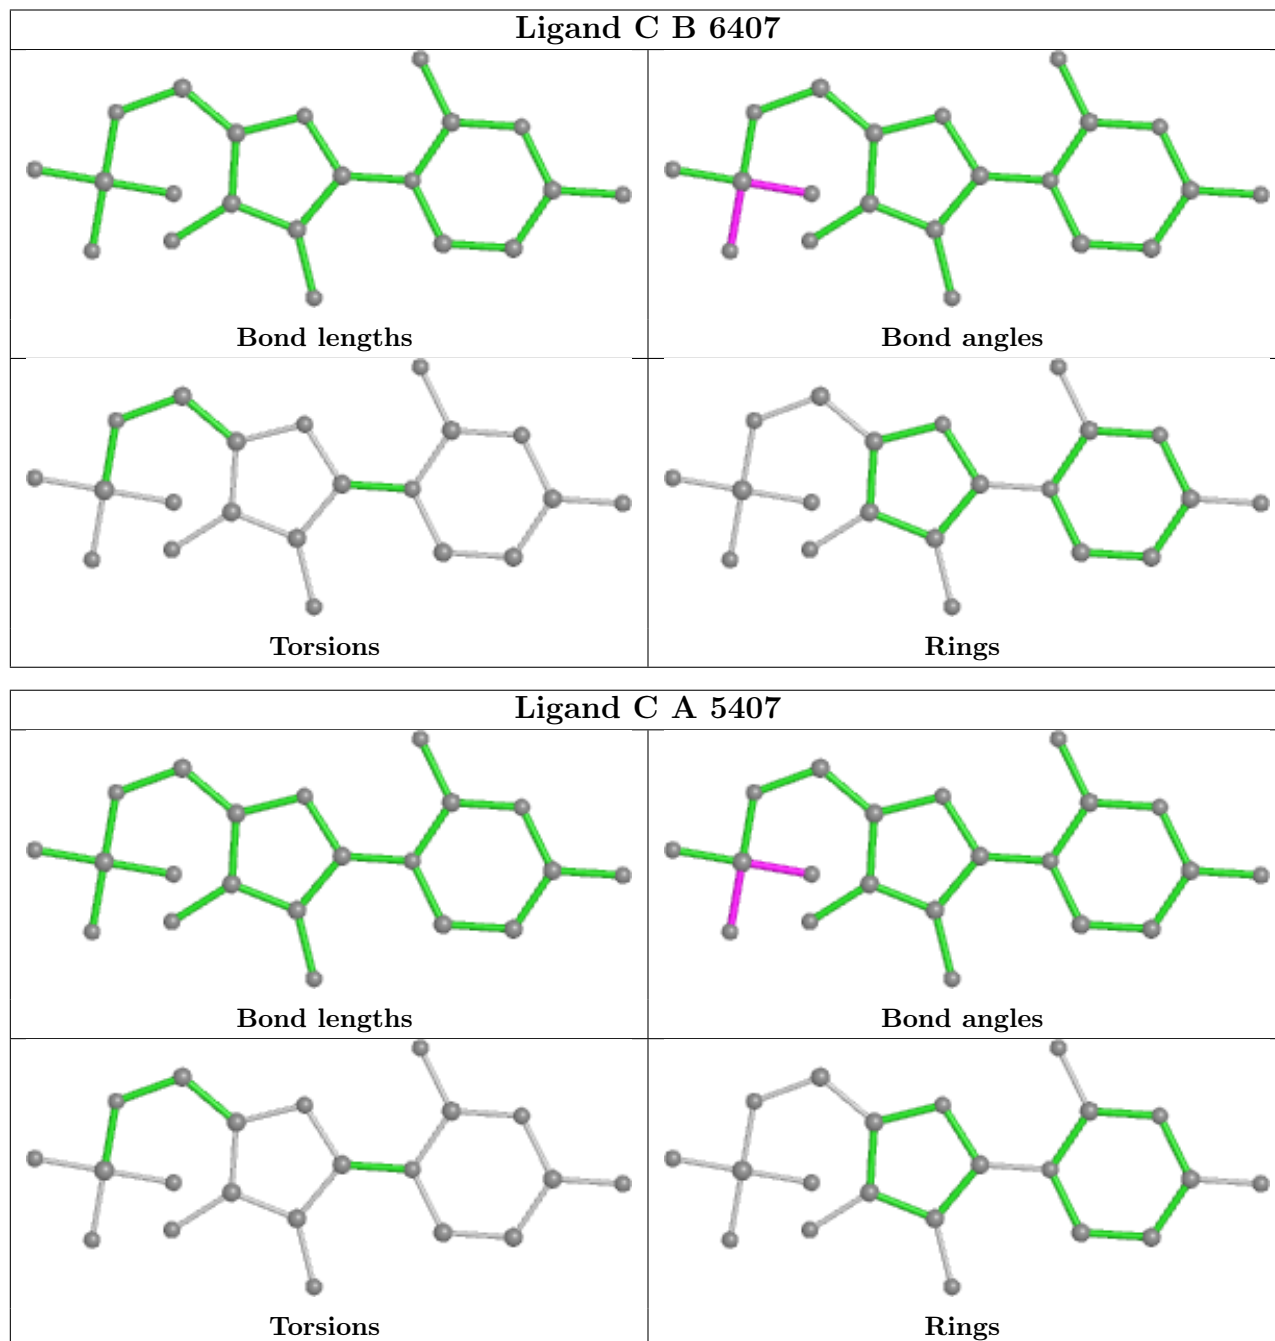 Ligand C B 6407
Bond lengths
Bond angles
Torsions
Rings
Ligand C A 5407
Bond lengths
Bond angles
Torsions
Rings